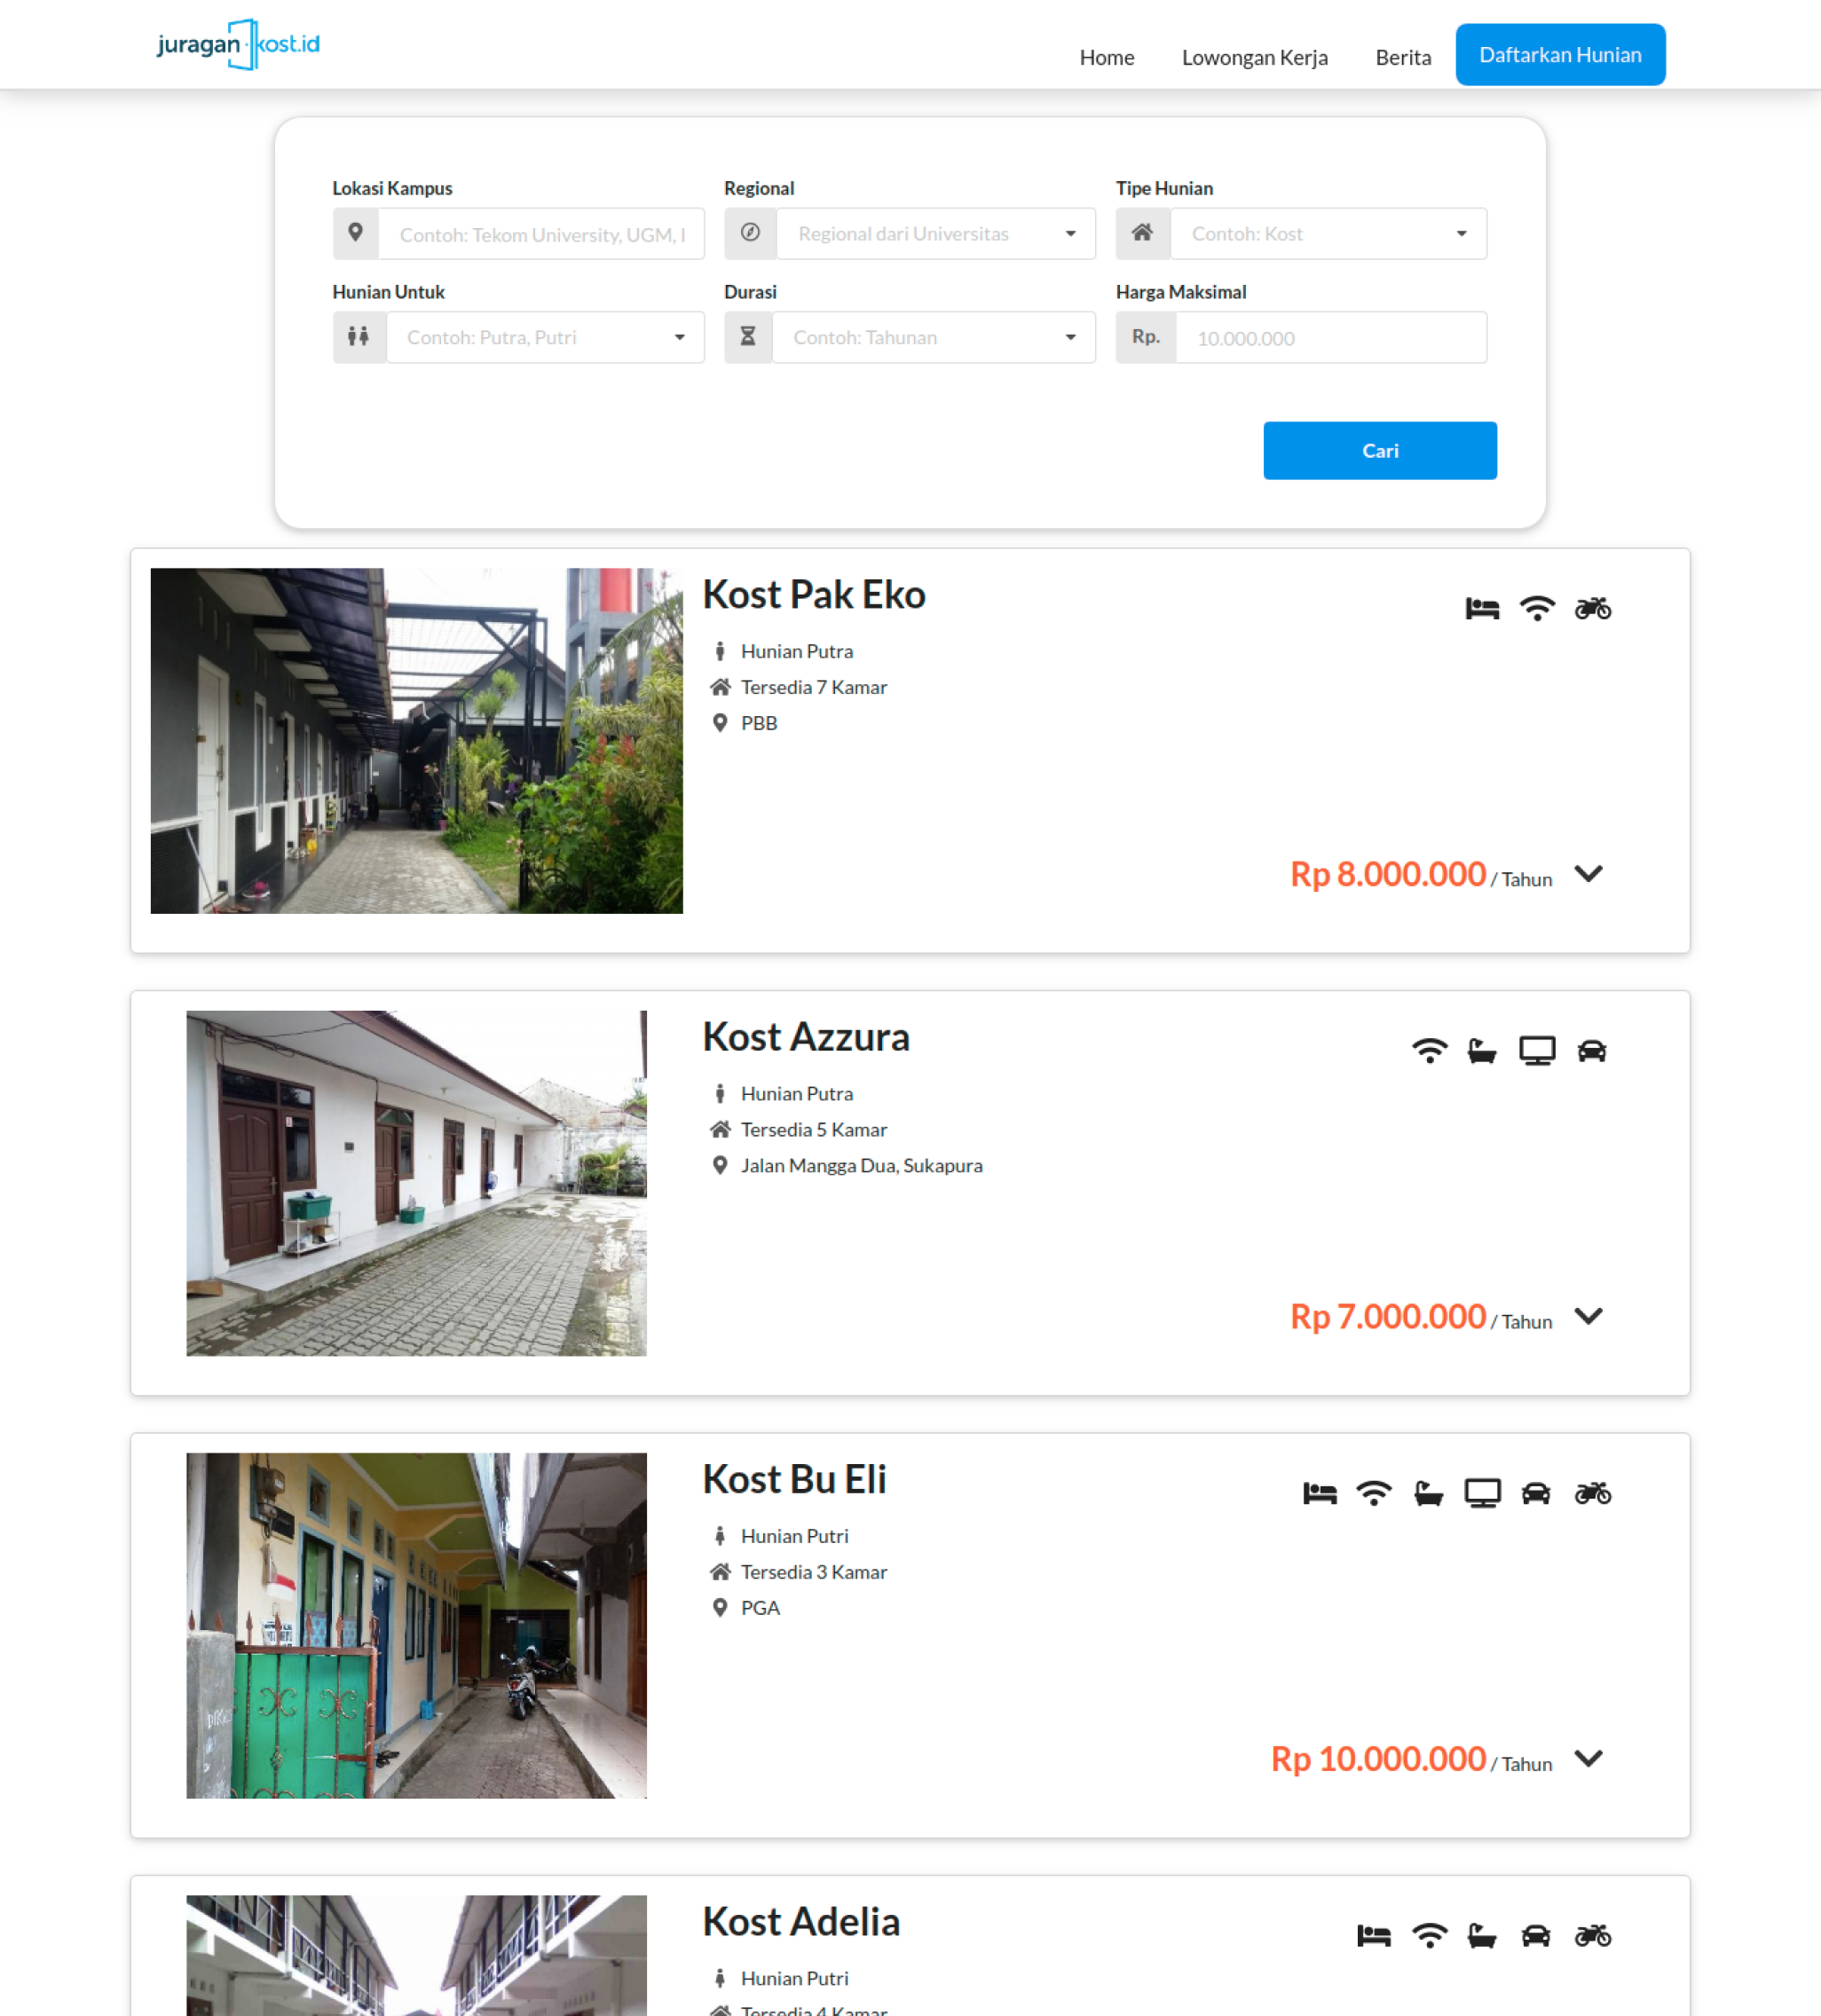 juragan kost.id
Home Lowongan Kerja Berita Daftarkan Hunian
Lokasi Kampus Regional Tipe Hunian
Contoh: Tekom University, UGM, I Regional dari Universitas Contoh: Kost
Hunian Untuk Durasi Harga Maksimal
Contoh: Putra, Putri Contoh: Tahunan Rp. 10.000.000
Cari
Kost Pak Eko
Hunian Putra
Tersedia 7 Kamar
PBB
Rp 8.000.000 / Tahun
Kost Azzura
Hunian Putra
Tersedia 5 Kamar
Jalan Mangga Dua, Sukapura
Rp 7.000.000 / Tahun
Kost Bu Eli
Hunian Putri
Tersedia 3 Kamar
PGA
Rp 10.000.000 / Tahun
Kost Adelia
Hunian Putri
Tersedia 4 Kamar